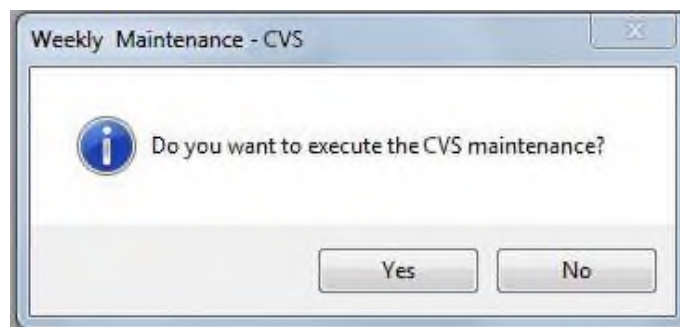 Weekly Maintenance - CVS
Do you want to execute the CVS maintenance?
Yes
No